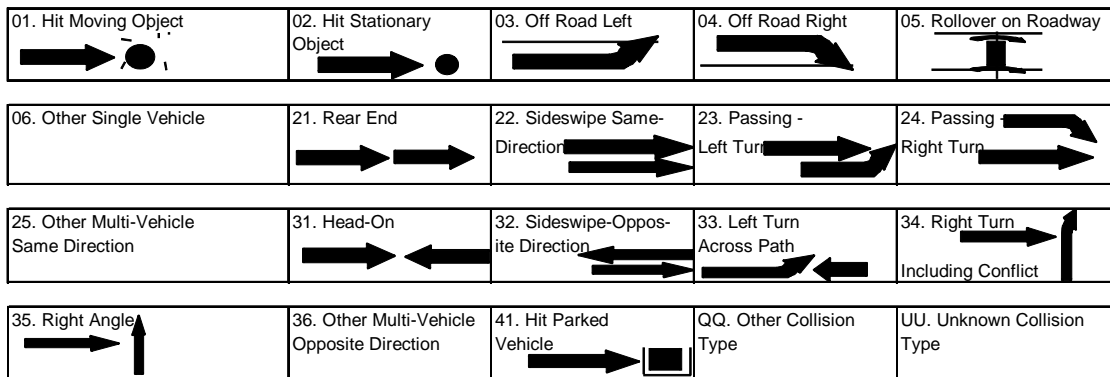 01. Hit Moving Object
02. Hit Stationary
Object
03. Off Road Left
04. Off Road Right
05. Rollover on Roadway
06. Other Single Vehicle
21. Rear End
22. Sideswipe Same-
Direction
23. Passing -
Left Turn
24. Passing -
Right Turn
25. Other Multi-Vehicle
Same Direction
31. Head-On
32. Sideswipe-Oppos-
ite Direction
33. Left Turn
Across Path
34. Right Turn
Including Conflict
35. Right Angle
36. Other Multi-Vehicle
Opposite Direction
41. Hit Parked
Vehicle
QQ. Other Collision
Type
UU. Unknown Collision
Type